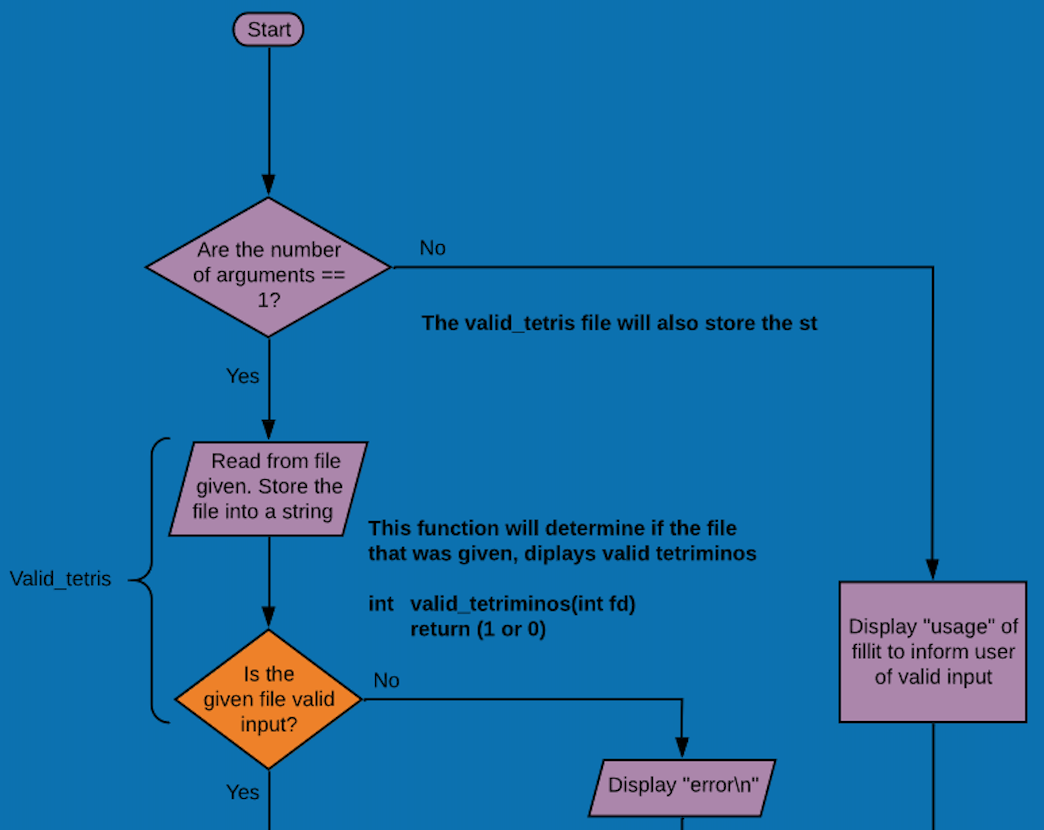 Start
Are the number
of arguments ==
1?
No
The valid_tetris file will also store the st
Yes
Read from file
given. Store the
file into a string
This function will determine if the file
that was given, diplays valid tetriminos
Valid_tetris
int valid_tetriminos(int fd)
return (1 or 0)
Display "usage" of
fillit to inform user
of valid input
Is the
given file valid
input?
No
Display "error\n"
Yes